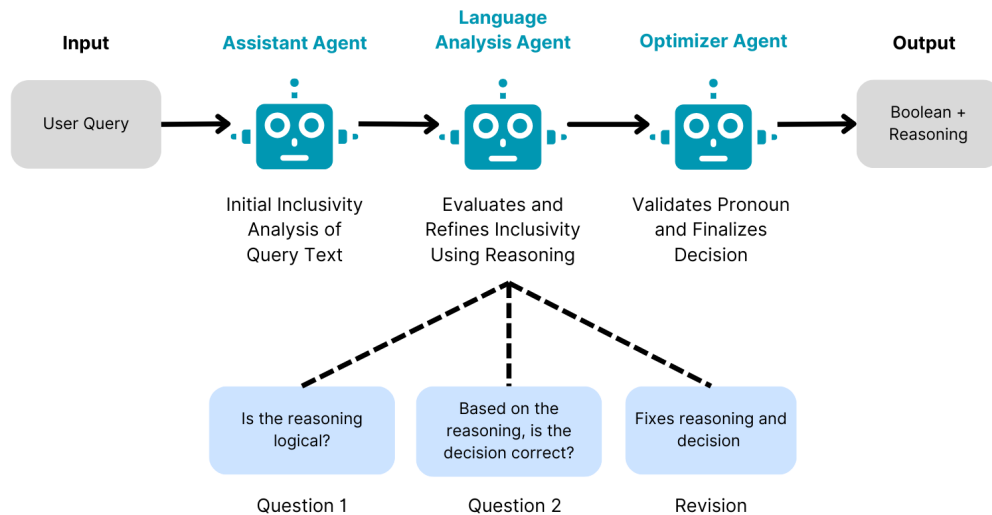 Input
Assistant Agent
Language
Analysis Agent
Optimizer Agent
Output
User Query
Boolean +
Reasoning
Initial Inclusivity
Analysis of
Query Text
Evaluates and
Refines Inclusivity
Using Reasoning
Validates Pronoun
and Finalizes
Decision
Is the reasoning
logical?
Based on the
reasoning, is the
decision correct?
Fixes reasoning and
decision
Question 1
Question 2
Revision